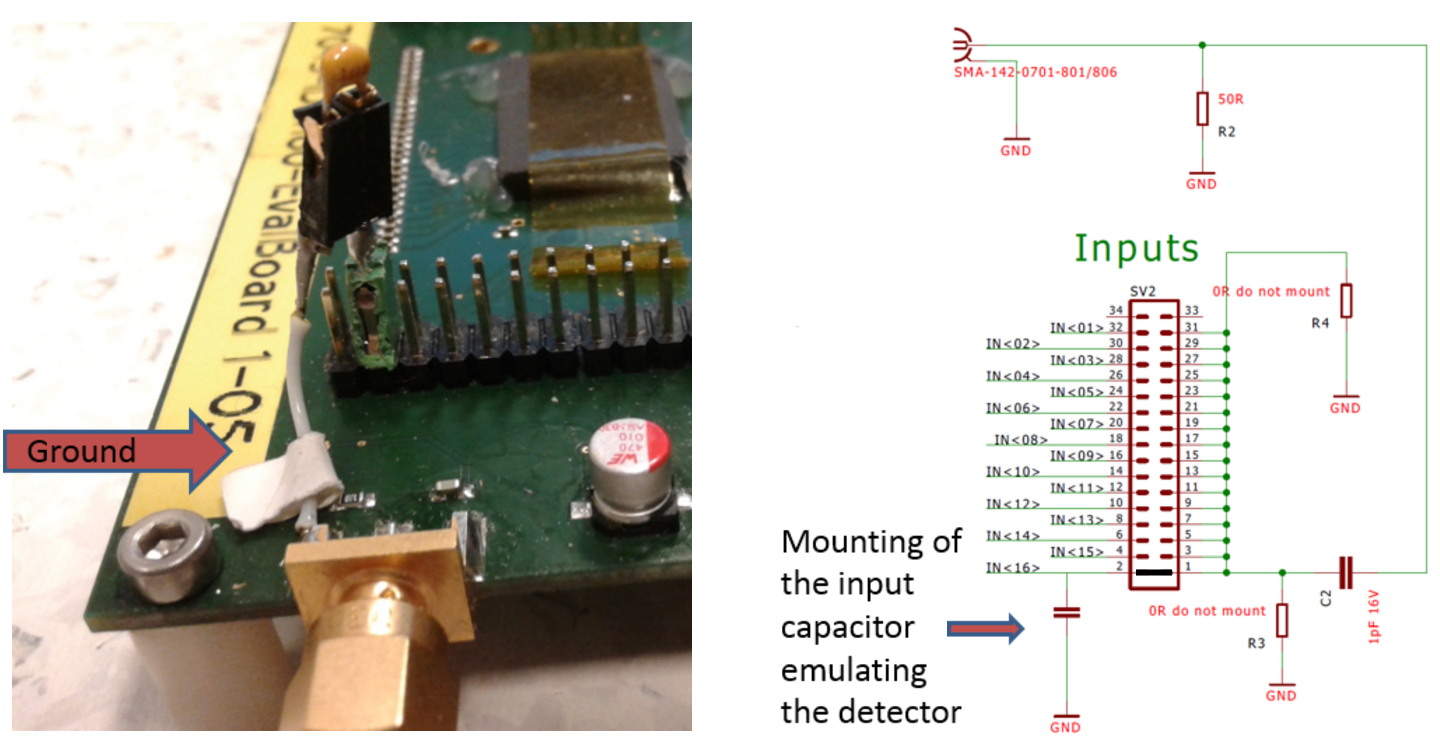 EvalBoard 1-05
Ground
WE
470
010
SMA-142-0701-801/806
GND
50R
R2
GND
Inputs
SV2
0R do not mount
R4
GND
34 33
IN<01> 32 31
IN<02> 30 29
IN<03> 28 27
IN<04> 26 25
IN<05> 24 23
IN<06> 22 21
IN<07> 20 19
IN<08> 18 17
IN<09> 16 15
IN<10> 14 13
IN<11> 12 11
IN<12> 10 9
IN<13> 8 7
IN<14> 6 5
IN<15> 4 3
IN<16> 2 1
Mounting of
the input
capacitor
emulating
the detector
GND
0R do not mount
R3
GND
C2
1pF 16V